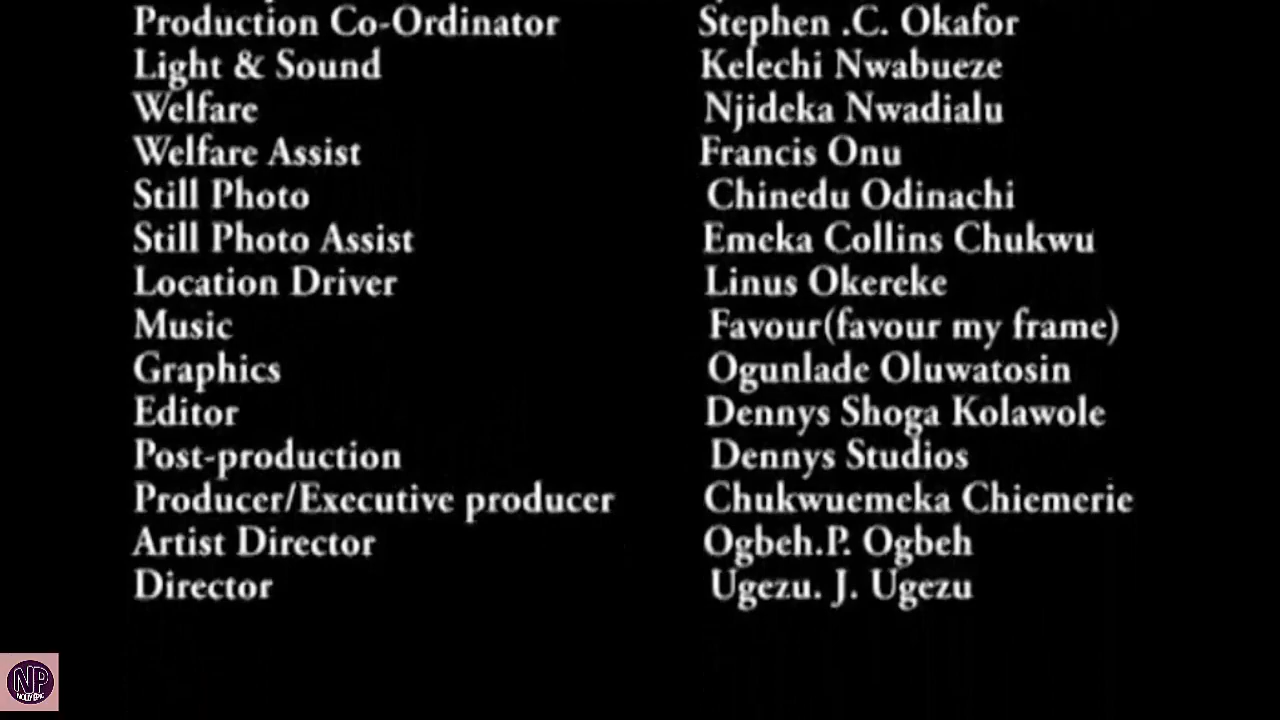 Production Co-Ordinator Stephen .C. Okafor
Light & Sound Kelechi Nwabueze
Welfare Njideka Nwadialu
Welfare Assist Francis Onu
Still Photo Chinedu Odinachi
Still Photo Assist Emeka Collins Chukwu
Location Driver Linus Okereke
Music Favour(favour my frame)
Graphics Ogunlade Oluwatosin
Editor Dennys Shoga Kolawole
Post-production Dennys Studios
Producer/Executive producer Chukwuemeka Chiemerie
Artist Director Ogbeh.P. Ogbeh
Director Ugezu. J. Ugezu
NP